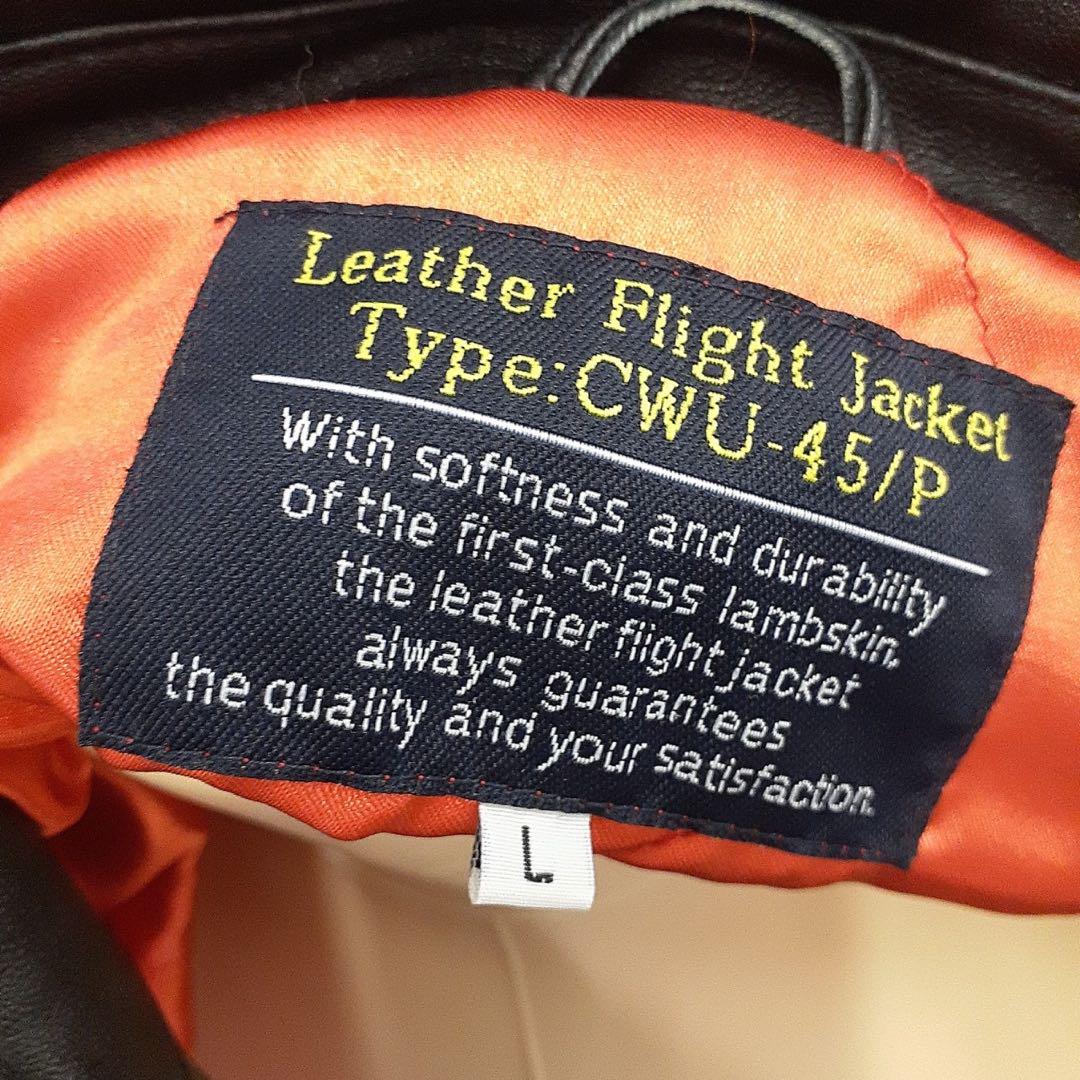 Leather Flight Jacket
Type:CWU-45/P
With softness and durability
of the first-class lambskin,
the leather flight jacket
always guarantees
the quality and your satisfaction.
L